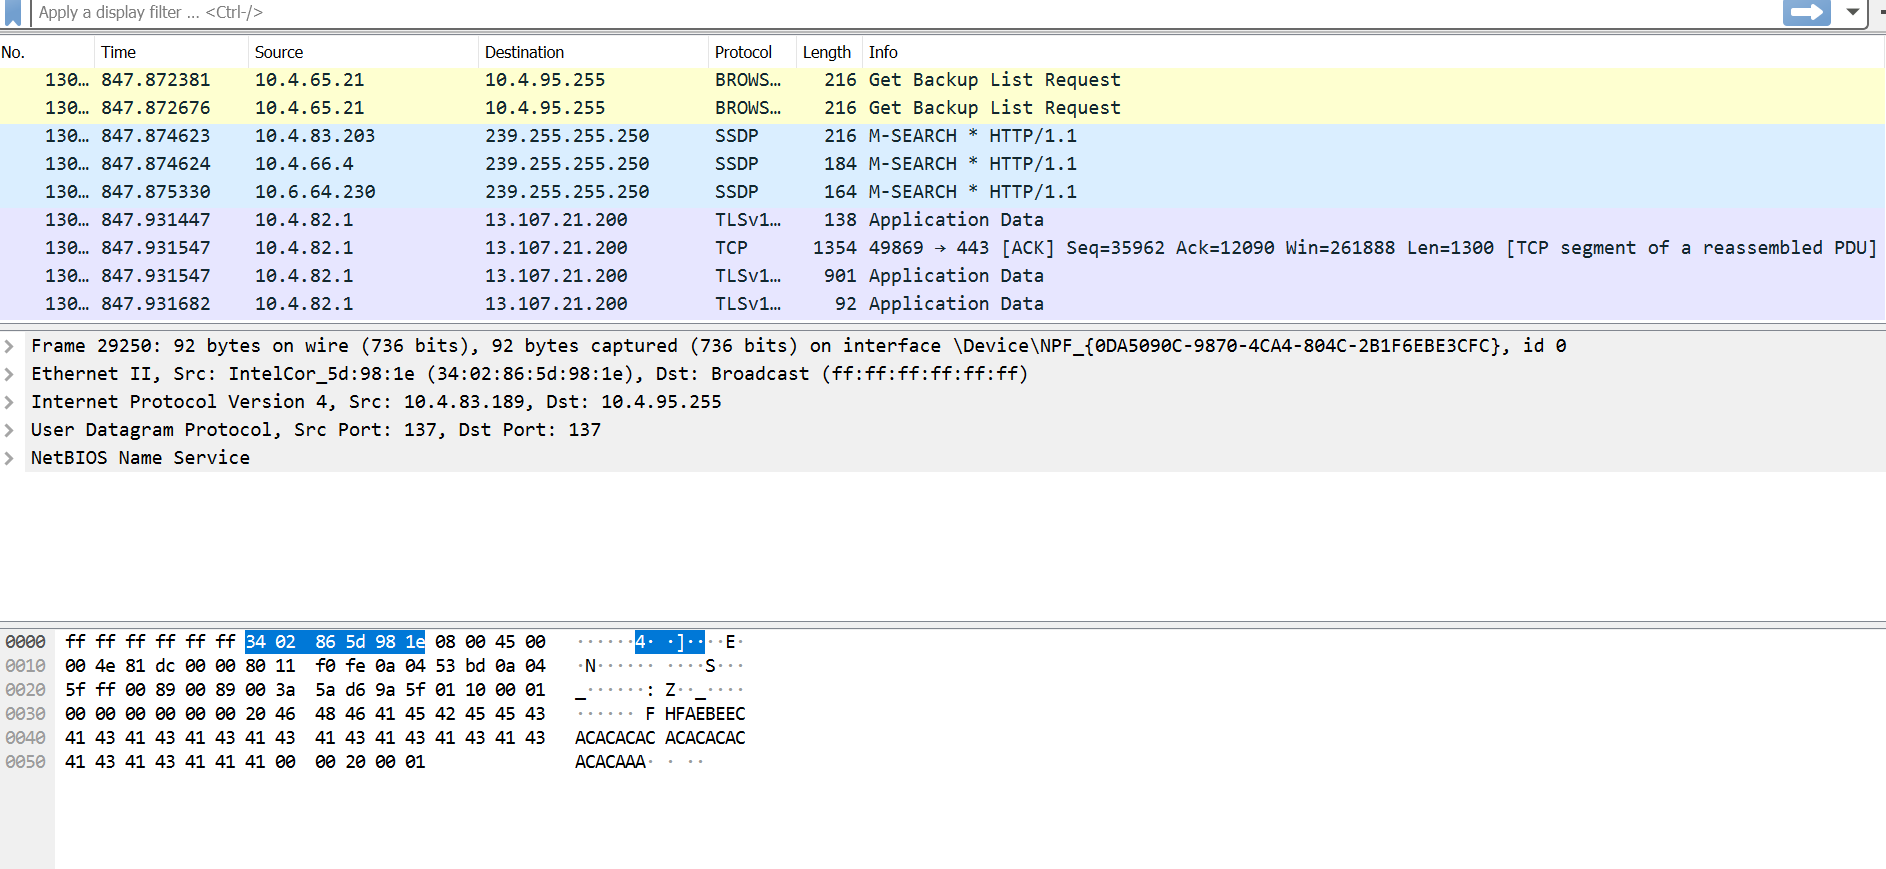 Apply a display filter ... <Ctrl-/>
No. Time Source Destination Protocol Length Info
130… 847.872381 10.4.65.21 10.4.95.255 BROWS… 216 Get Backup List Request
130… 847.872676 10.4.65.21 10.4.95.255 BROWS… 216 Get Backup List Request
130… 847.874623 10.4.83.203 239.255.255.250 SSDP 216 M-SEARCH * HTTP/1.1
130… 847.874624 10.4.66.4 239.255.255.250 SSDP 184 M-SEARCH * HTTP/1.1
130… 847.875330 10.6.64.230 239.255.255.250 SSDP 164 M-SEARCH * HTTP/1.1
130… 847.931447 10.4.82.1 13.107.21.200 TLSv1… 138 Application Data
130… 847.931547 10.4.82.1 13.107.21.200 TCP 1354 49869 → 443 [ACK] Seq=35962 Ack=12090 Win=261888 Len=1300 [TCP segment of a reassembled PDU]
130… 847.931547 10.4.82.1 13.107.21.200 TLSv1… 901 Application Data
130… 847.931682 10.4.82.1 13.107.21.200 TLSv1… 92 Application Data
Frame 29250: 92 bytes on wire (736 bits), 92 bytes captured (736 bits) on interface \Device\NPF_{0DA5090C-9870-4CA4-804C-2B1F6EBE3CFC}, id 0
Ethernet II, Src: IntelCor_5d:98:1e (34:02:86:5d:98:1e), Dst: Broadcast (ff:ff:ff:ff:ff:ff)
Internet Protocol Version 4, Src: 10.4.83.189, Dst: 10.4.95.255
User Datagram Protocol, Src Port: 137, Dst Port: 137
NetBIOS Name Service
0000 ff ff ff ff ff ff 34 02 86 5d 98 1e 08 00 45 00 ······4· ·]····E·
0010 00 4e 81 dc 00 00 80 11 f0 fe 0a 04 53 bd 0a 04 ·N······ ····S···
0020 5f ff 00 89 00 89 00 3a 5a d6 9a 5f 01 10 00 01 _······: Z··_····
0030 00 00 00 00 00 00 20 46 48 46 41 45 42 45 45 43 ······ F HFAEBEEC
0040 41 43 41 43 41 43 41 43 41 43 41 43 41 43 41 43 ACACACAC ACACACAC
0050 41 43 41 43 41 41 41 00 00 20 00 01 ACACAAA· · ··